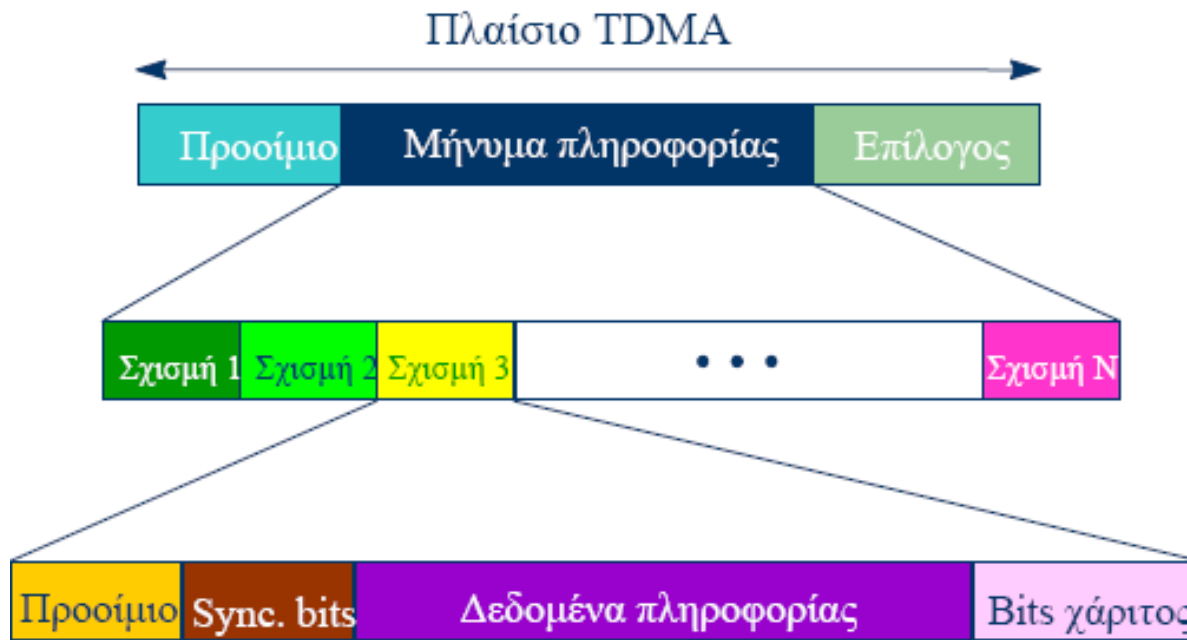 Πλαίσιο TDMA
Προοίμιο Μήνυμα πληροφορίας Επίλογος
Σχισμή 1 Σχισμή 2 Σχισμή 3 • • • Σχισμή N
Προοίμιο Sync. bits Δεδομένα πληροφορίας Bits χάριτος